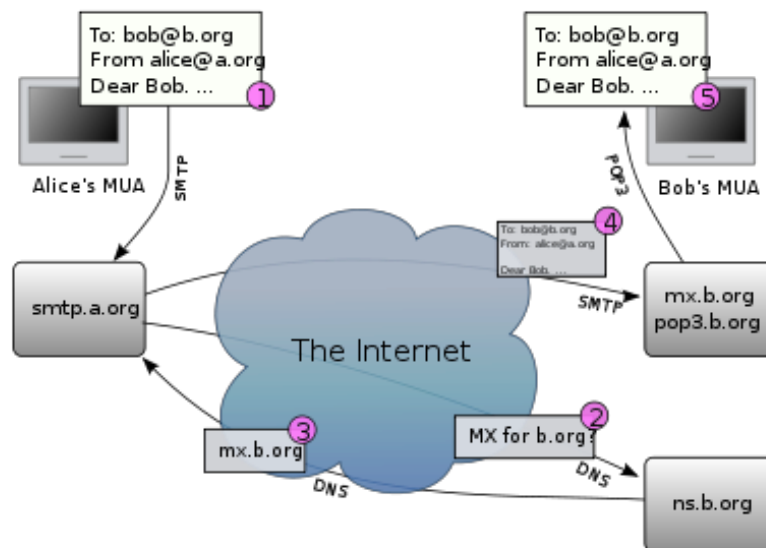 To: bob@b.org
From alice@a.org
Dear Bob. ...
1
Alice's MUA
SMTP
smtp.a.org
To: bob@b.org
From alice@a.org
Dear Bob. ...
5
Bob's MUA
POP3
4
To: bob@b.org
From: alice@a.org
Dear Bob. ...
SMTP
mx.b.org
pop3.b.org
The Internet
3
mx.b.org
DNS
2
MX for b.org?
DNS
ns.b.org